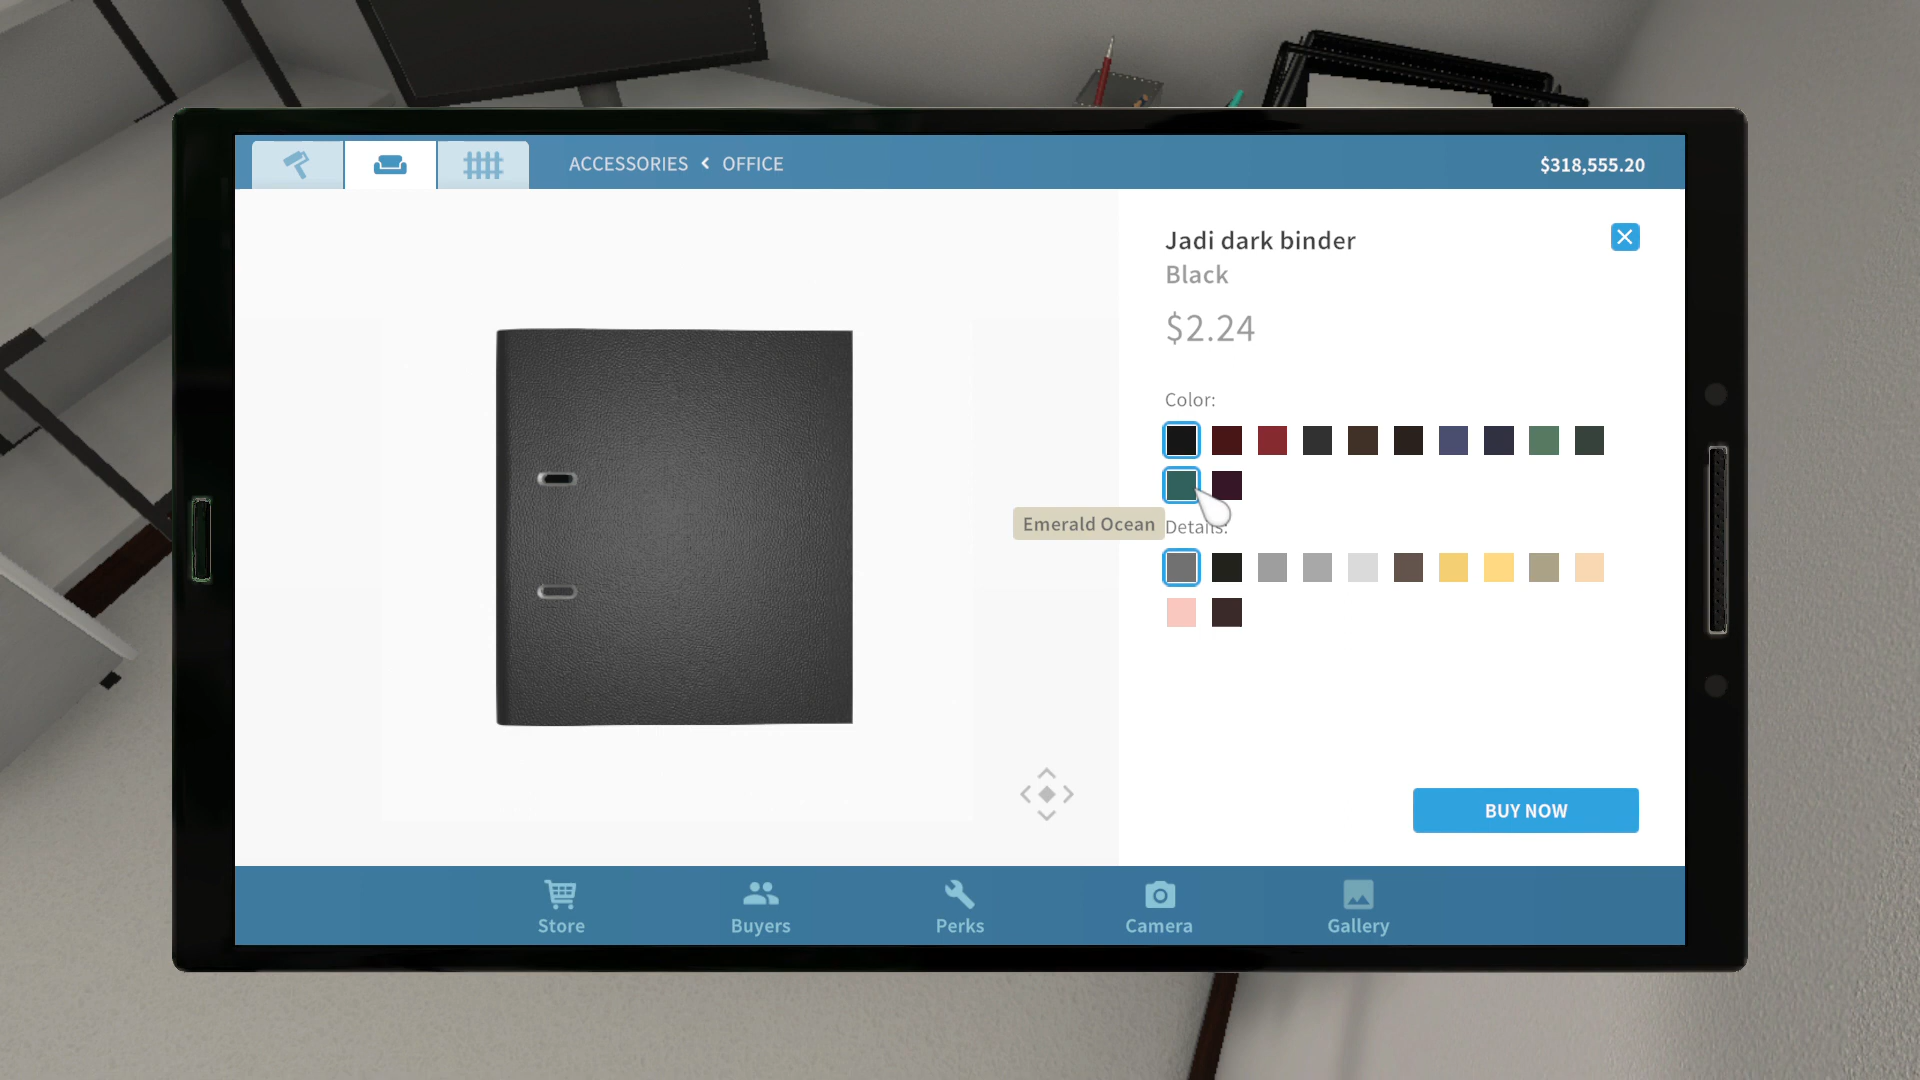 ACCESSORIES < OFFICE
$318,555.20
Jadi dark binder
Black
$2.24
Color:
Emerald Ocean
Details:
BUY NOW
Store
Buyers
Perks
Camera
Gallery